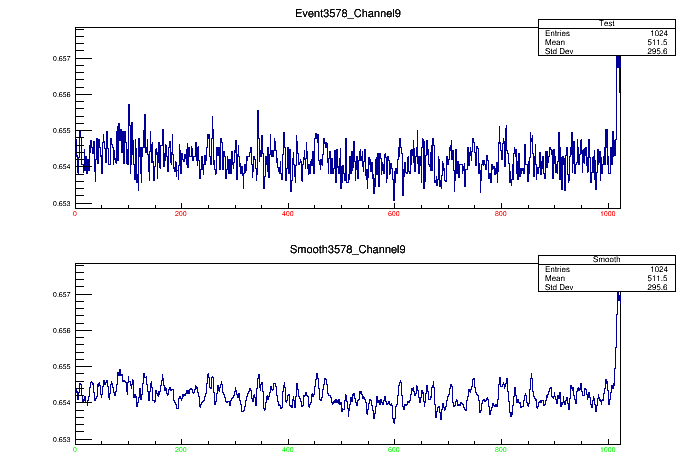 Event3578_Channel9
Test
Entries 1024
Mean 511.5
Std Dev 295.6
0.657
0.656
0.655
0.654
0.653
0 200 400 600 800 1000
Smooth3578_Channel9
Smooth
Entries 1024
Mean 511.5
Std Dev 295.6
0.657
0.656
0.655
0.654
0.653
0 200 400 600 800 1000